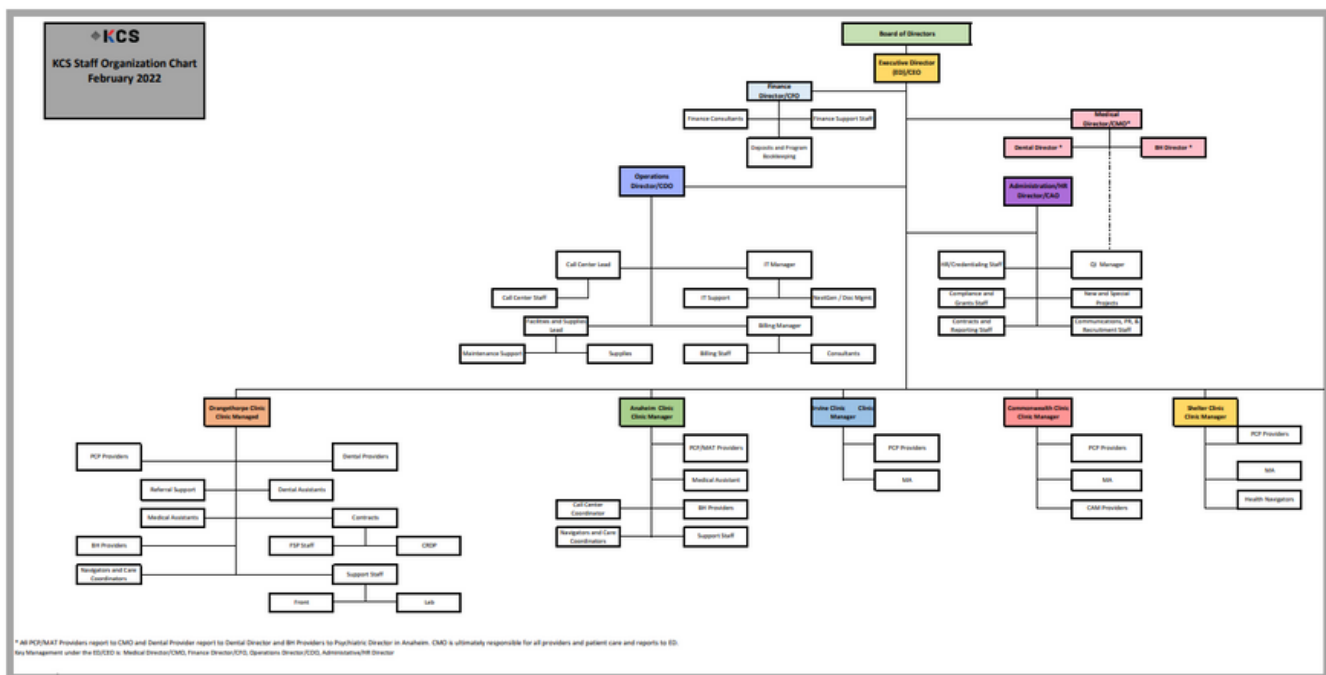 KCS
KCS Staff Organization Chart
February 2022
Board of Directors
Executive Director
(ED)/CEO
Finance
Director/CFO
Finance Consultants
Finance Support Staff
Deposits and Program
Bookkeeping
Medical
Director/CMO*
Dental Director *
BH Director *
Operations
Director/COO
Administration/HR
Director/CAO
Call Center Lead
IT Manager
HR/Credentialing Staff
QI Manager
Call Center Staff
IT Support
NextGen / Doc Mgmt
Compliance and
Grants Staff
New and Special
Projects
Facilities and Supplies
Lead
Billing Manager
Contracts and
Reporting Staff
Communications, PR, &
Recruitment Staff
Maintenance Support
Supplies
Billing Staff
Consultants
Orangethorpe Clinic
Clinic Managed
Anaheim Clinic
Clinic Manager
Irvine Clinic Clinic
Manager
Commonwealth Clinic
Clinic Manager
Shelter Clinic
Clinic Manager
PCP Providers
Dental Providers
Referral Support
Dental Assistants
Medical Assistants
Contracts
BH Providers
FSP Staff
CRDP
Navigators and Care
Coordinators
Support Staff
Front
Lab
PCP/MAT Providers
Medical Assistant
Call Center
Coordinator
BH Providers
Navigators and Care
Coordinators
Support Staff
PCP Providers
MA
PCP Providers
MA
CAM Providers
PCP Providers
MA
Health Navigators
* All PCP/MAT Providers report to CMO and Dental Provider report to Dental Director and BH Providers to Psychiatric Director in Anaheim. CMO is ultimately responsible for all providers and patient care and reports to ED.
Key Management under the ED/CEO is: Medical Director/CMO, Finance Director/CFO, Operations Director/COO, Administative/HR Director